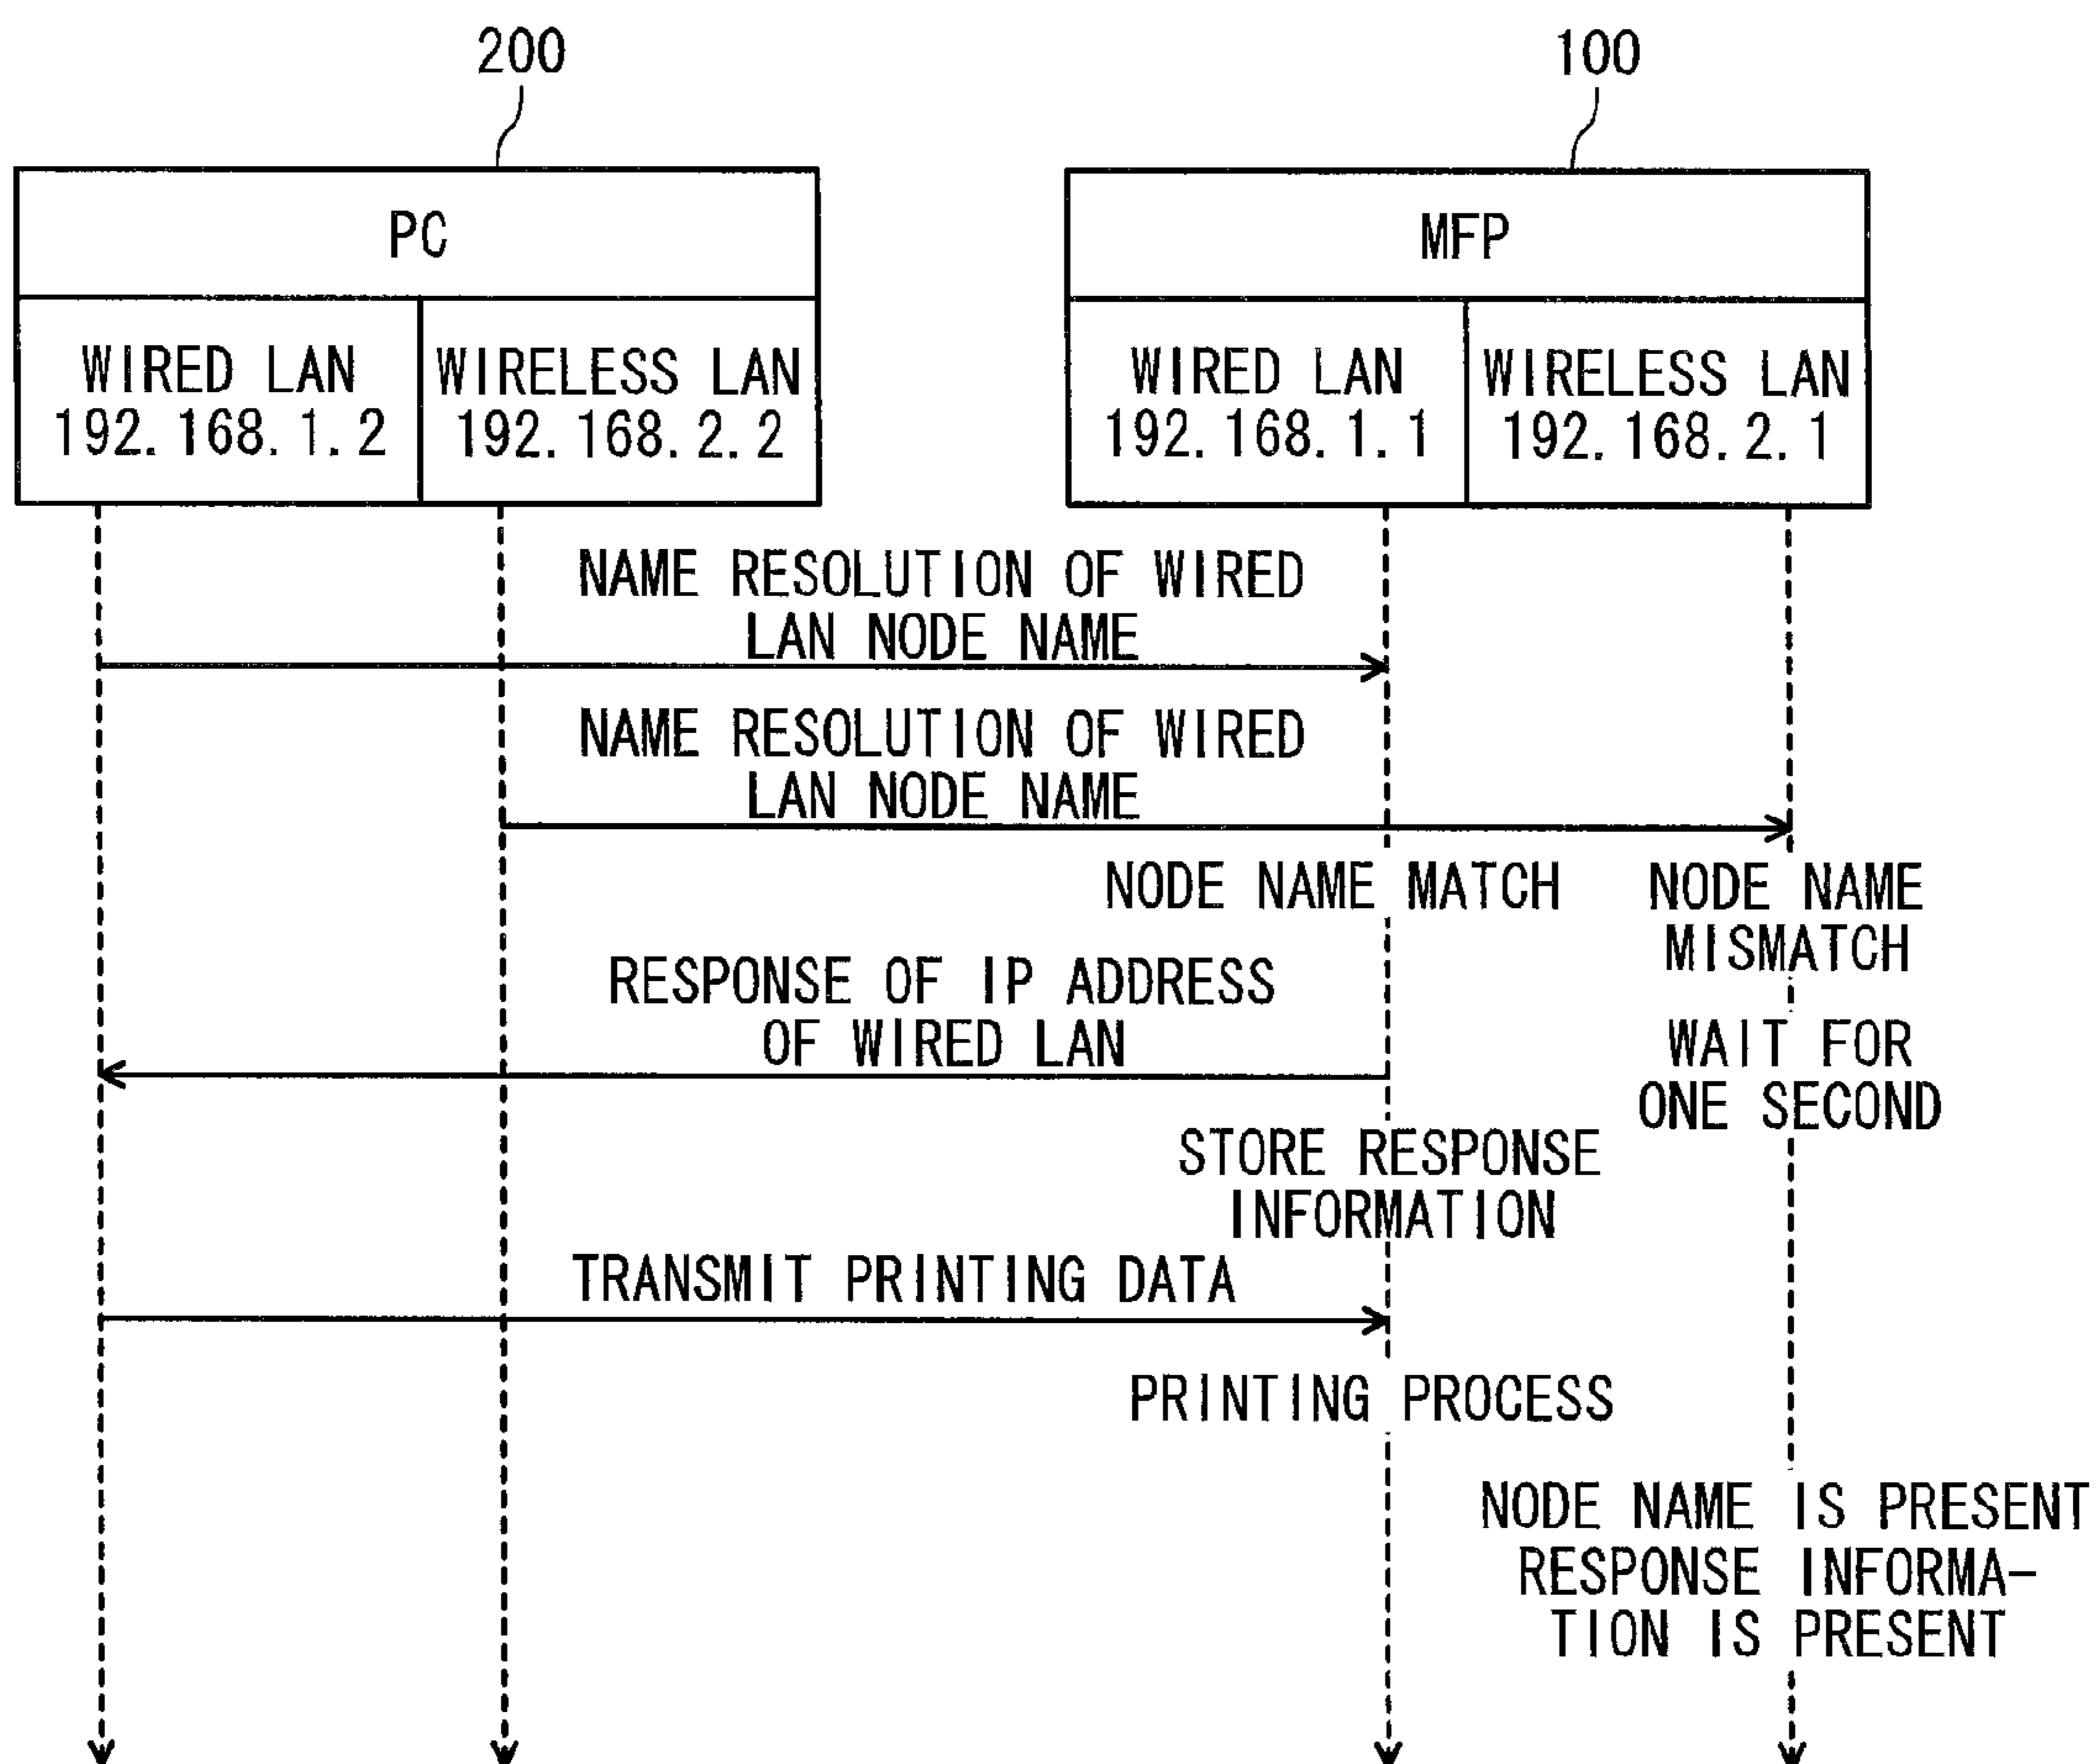 200
100
PC
MFP
WIRED LAN
192.168.1.2
WIRELESS LAN
192.168.2.2
WIRED LAN
192.168.1.1
WIRELESS LAN
192.168.2.1
NAME RESOLUTION OF WIRED
LAN NODE NAME
NAME RESOLUTION OF WIRED
LAN NODE NAME
NODE NAME MATCH
NODE NAME
MISMATCH
RESPONSE OF IP ADDRESS
OF WIRED LAN
WAIT FOR
ONE SECOND
STORE RESPONSE
INFORMATION
TRANSMIT PRINTING DATA
PRINTING PROCESS
NODE NAME IS PRESENT
RESPONSE INFORMA-
TION IS PRESENT